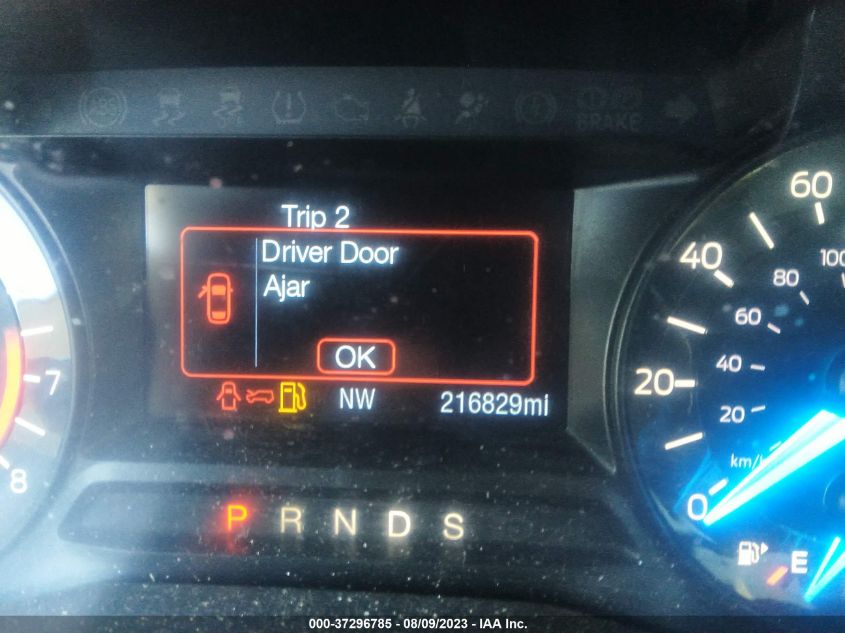 ABS
BRAKE
Trip 2
Driver Door
Ajar
OK
NW 216829mi
P R N D S
7
8
60
40
20
0
100
80
60
40
20
km/h
E
000-37296785 - 08/09/2023 - IAA Inc.